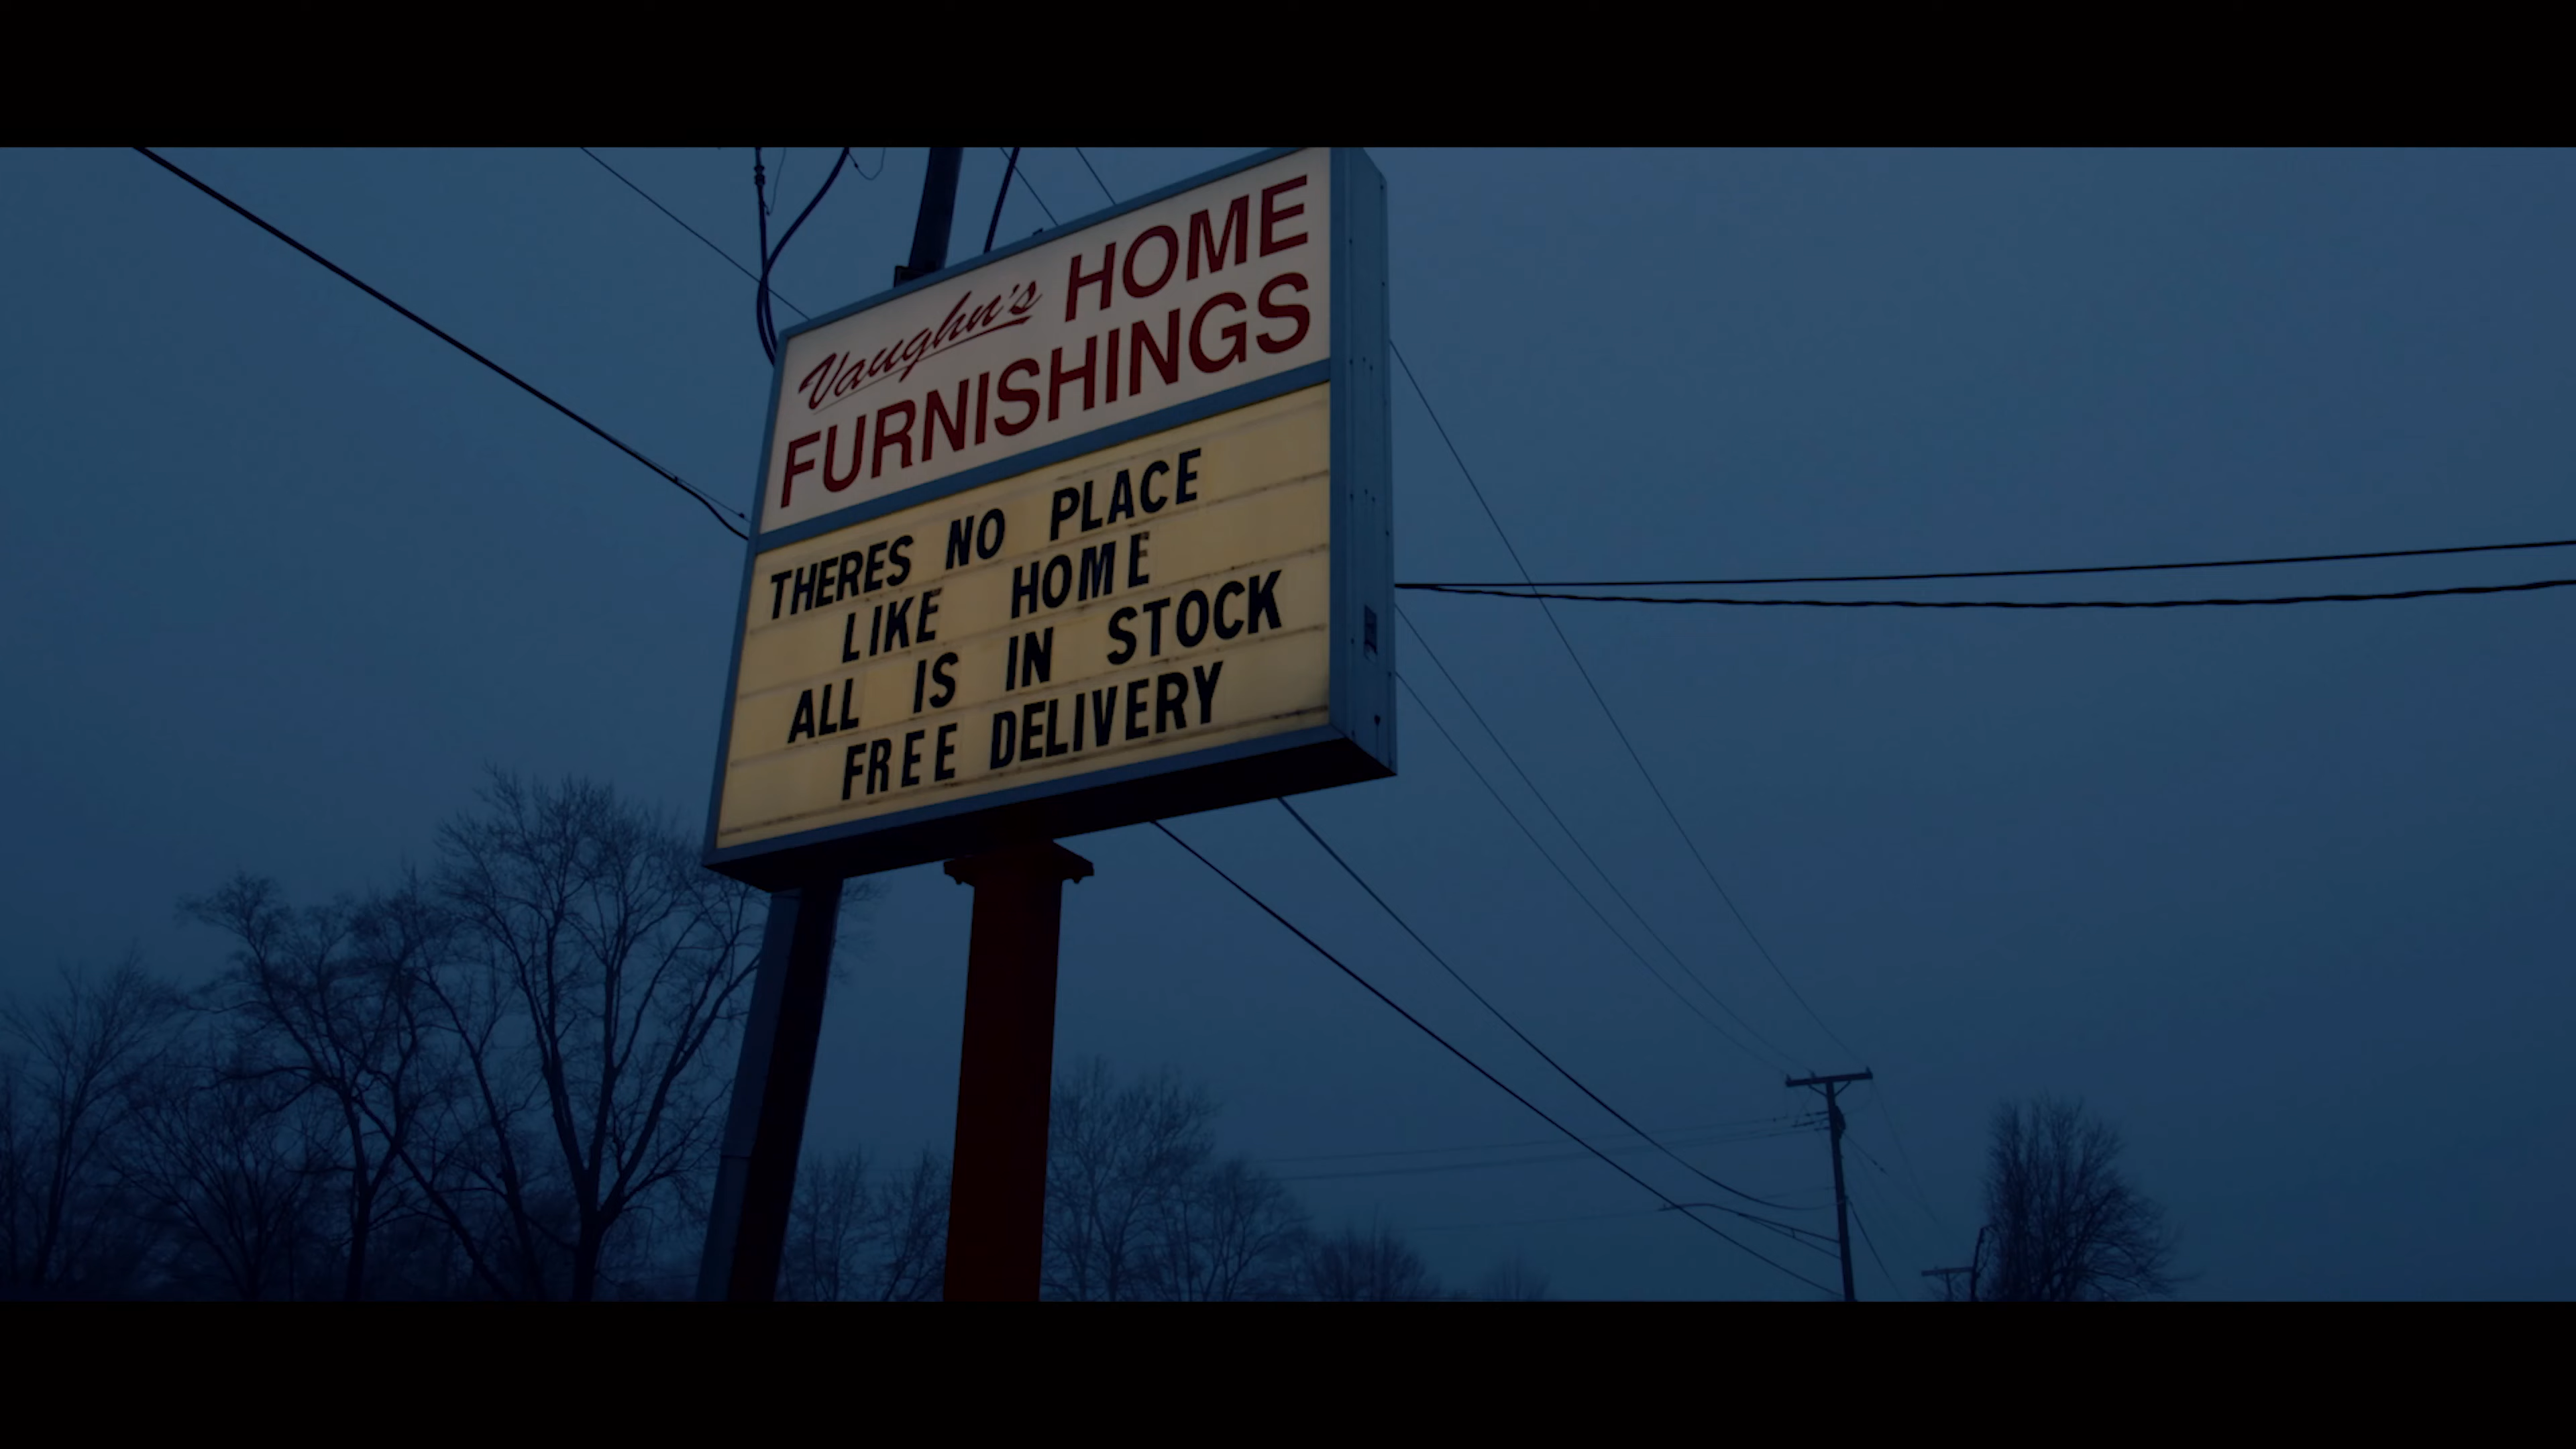 Vaughn's HOME
FURNISHINGS
THERES NO PLACE
LIKE HOME
ALL IS IN STOCK
FREE DELIVERY